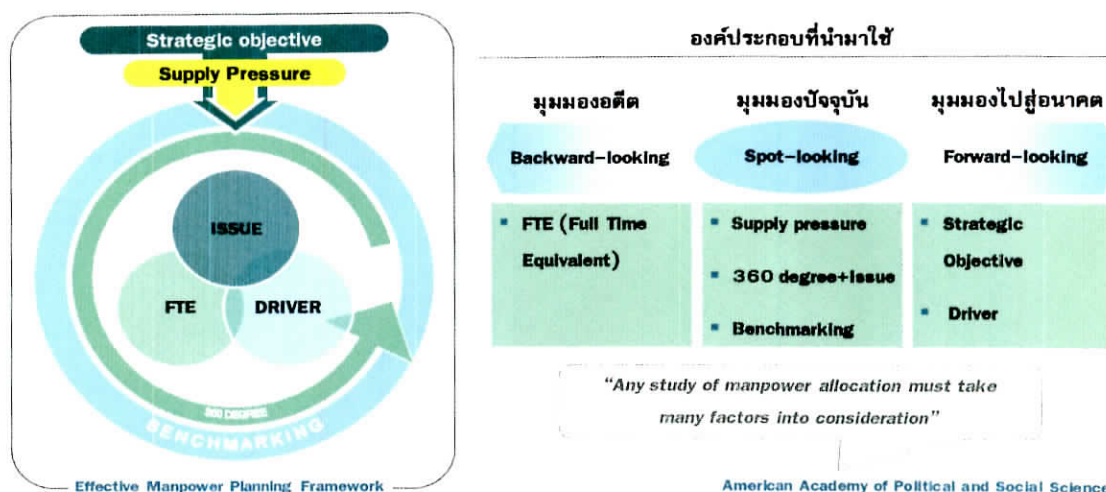 Strategic objective
Supply Pressure
ISSUE
FTE
DRIVER
360 DEGREE
BENCHMARKING
Effective Manpower Planning Framework
องค์ประกอบที่นำมาใช้
มุมมองอดีต
มุมมองปัจจุบัน
มุมมองไปสู่อนาคต
Backward-looking
Spot-looking
Forward-looking
FTE (Full Time
Equivalent)
Supply pressure
360 degree+issue
Benchmarking
Strategic
Objective
Driver
"Any study of manpower allocation must take
many factors into consideration"
American Academy of Political and Social Science